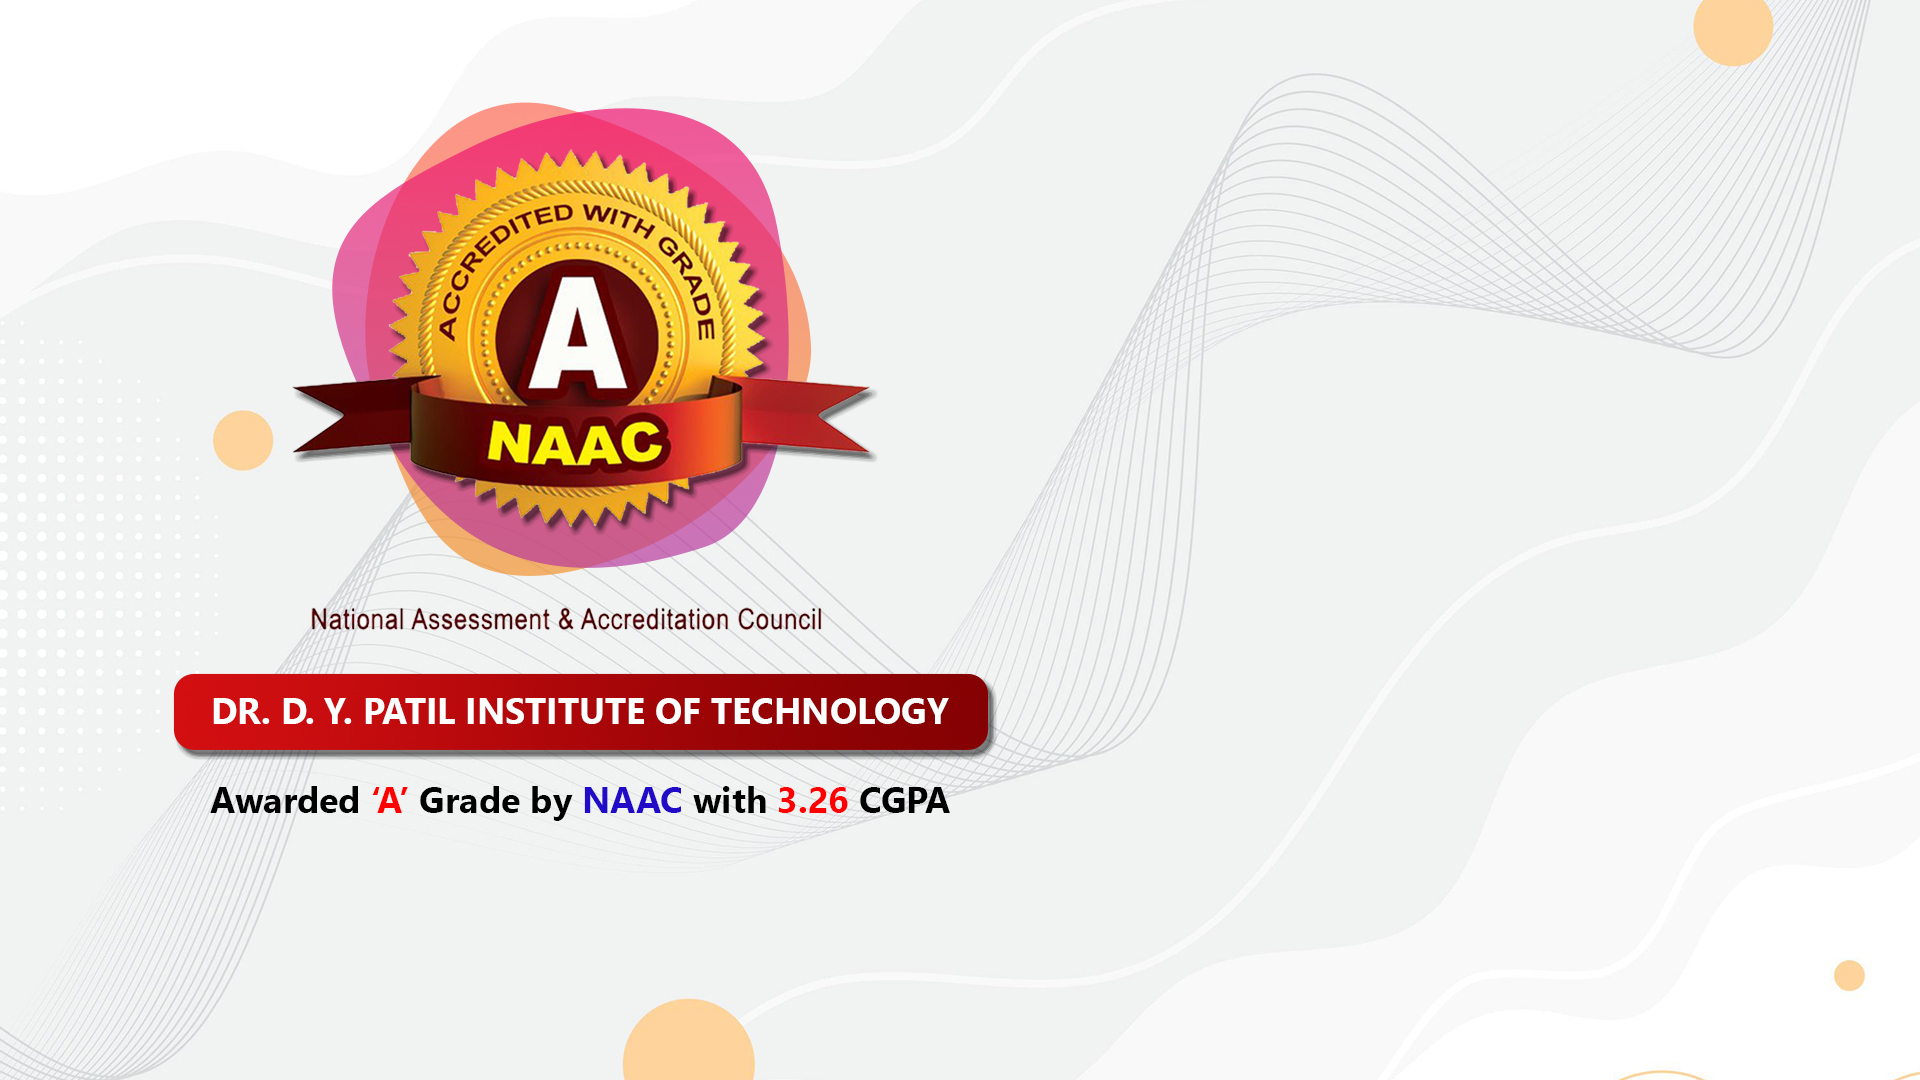 ACCREDITED WITH GRADE
A
NAAC
National Assessment & Accreditation Council
DR. D. Y. PATIL INSTITUTE OF TECHNOLOGY
Awarded ‘A’ Grade by NAAC with 3.26 CGPA